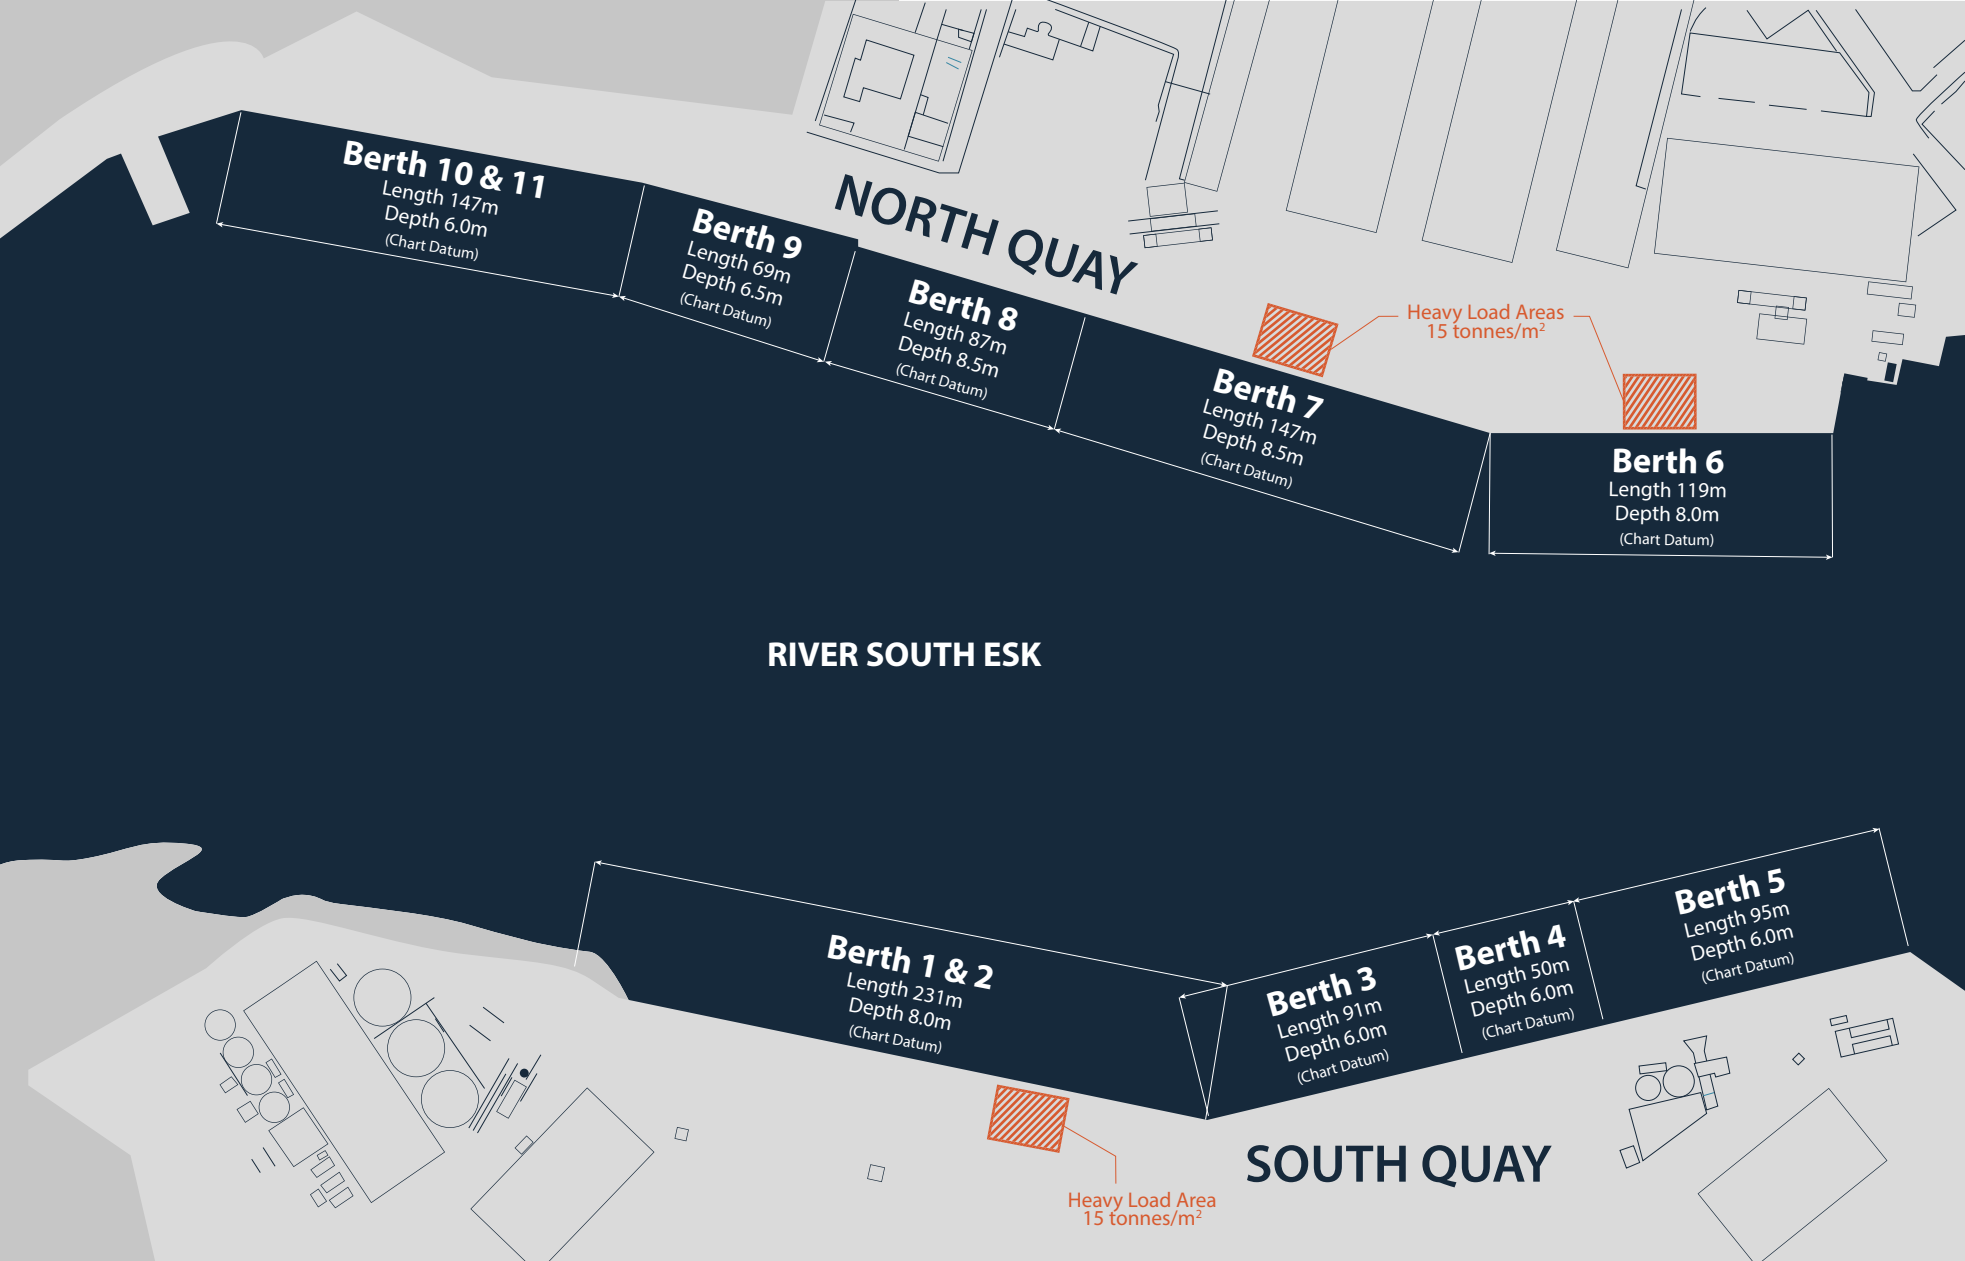 Berth 10 & 11
Length 147m
Depth 6.0m
(Chart Datum)
Berth 9
Length 69m
Depth 6.5m
(Chart Datum)
NORTH QUAY
Berth 8
Length 87m
Depth 8.5m
(Chart Datum)
Heavy Load Areas
15 tonnes/m²
Berth 7
Length 147m
Depth 8.5m
(Chart Datum)
Berth 6
Length 119m
Depth 8.0m
(Chart Datum)
RIVER SOUTH ESK
Berth 1 & 2
Length 231m
Depth 8.0m
(Chart Datum)
Berth 3
Length 91m
Depth 6.0m
(Chart Datum)
Berth 4
Length 50m
Depth 6.0m
(Chart Datum)
Berth 5
Length 95m
Depth 6.0m
(Chart Datum)
SOUTH QUAY
Heavy Load Area
15 tonnes/m²